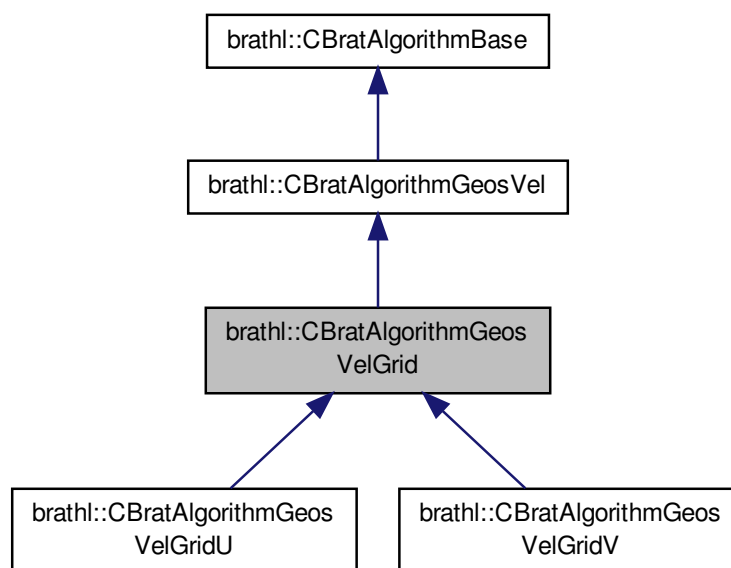 brathl::CBratAlgorithmBase
brathl::CBratAlgorithmGeosVel
brathl::CBratAlgorithmGeos
VelGrid
brathl::CBratAlgorithmGeos
VelGridU
brathl::CBratAlgorithmGeos
VelGridV